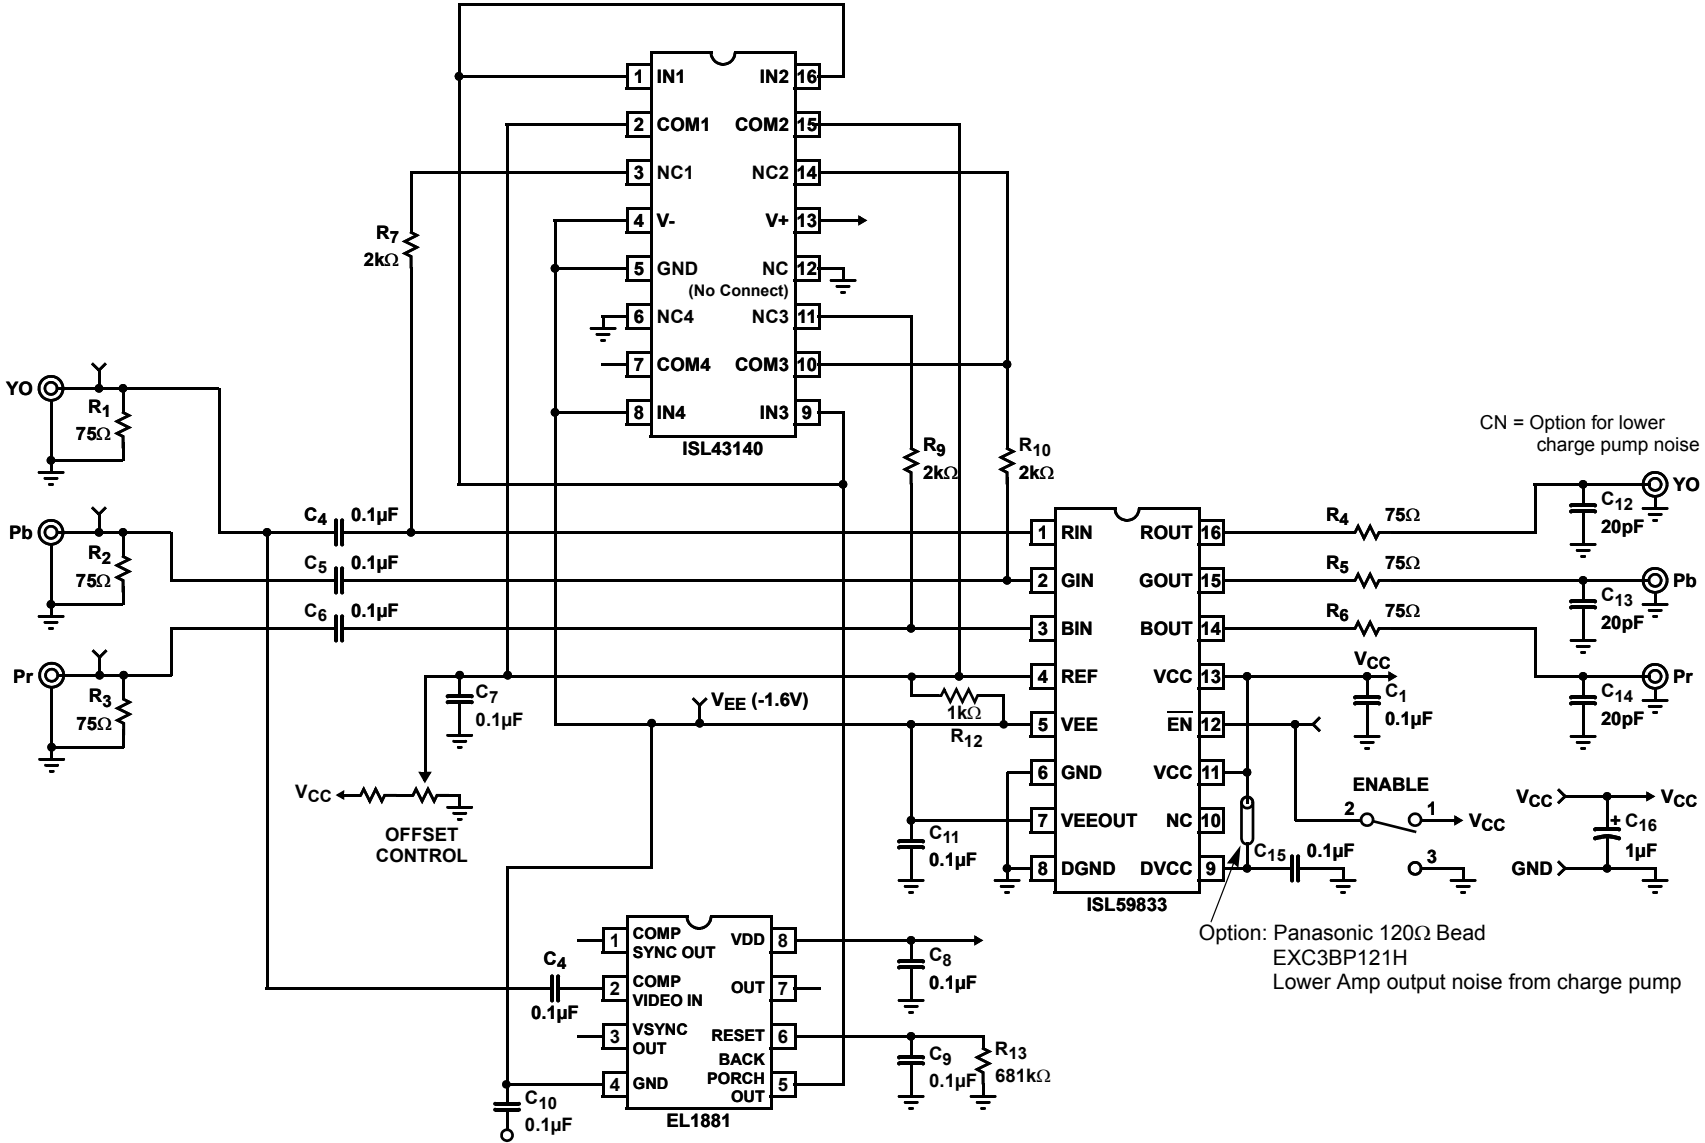 1 IN1 IN2 16
2 COM1 COM2 15
3 NC1 NC2 14
4 V- V+ 13
5 GND NC 12
(No Connect)
6 NC4 NC3 11
7 COM4 COM3 10
8 IN4 IN3 9
ISL43140
R7
2kΩ
R9
2kΩ
R10
2kΩ
YO
R1
75Ω
Pb
R2
75Ω
Pr
R3
75Ω
C4 0.1µF
C5 0.1µF
C6 0.1µF
C7
0.1µF
VEE (-1.6V)
1kΩ
R12
VCC
OFFSET
CONTROL
C11
0.1µF
1 RIN ROUT 16
2 GIN GOUT 15
3 BIN BOUT 14
4 REF VCC 13
5 VEE EN 12
6 GND VCC 11
7 VEEOUT NC 10
8 DGND DVCC 9
ISL59833
CN = Option for lower
charge pump noise
R4 75Ω
R5 75Ω
R6 75Ω
YO
C12
20pF
Pb
C13
20pF
Pr
C14
20pF
VCC
C1
0.1µF
ENABLE
2 1 VCC
3
C15 0.1µF
VCC VCC
+ C16
1µF
GND
Option: Panasonic 120Ω Bead
EXC3BP121H
Lower Amp output noise from charge pump
1 COMP SYNC OUT VDD 8
2 COMP VIDEO IN OUT 7
3 VSYNC OUT RESET 6
4 GND BACK PORCH OUT 5
EL1881
C4
0.1µF
C8
0.1µF
C9
0.1µF
R13
681kΩ
C10
0.1µF